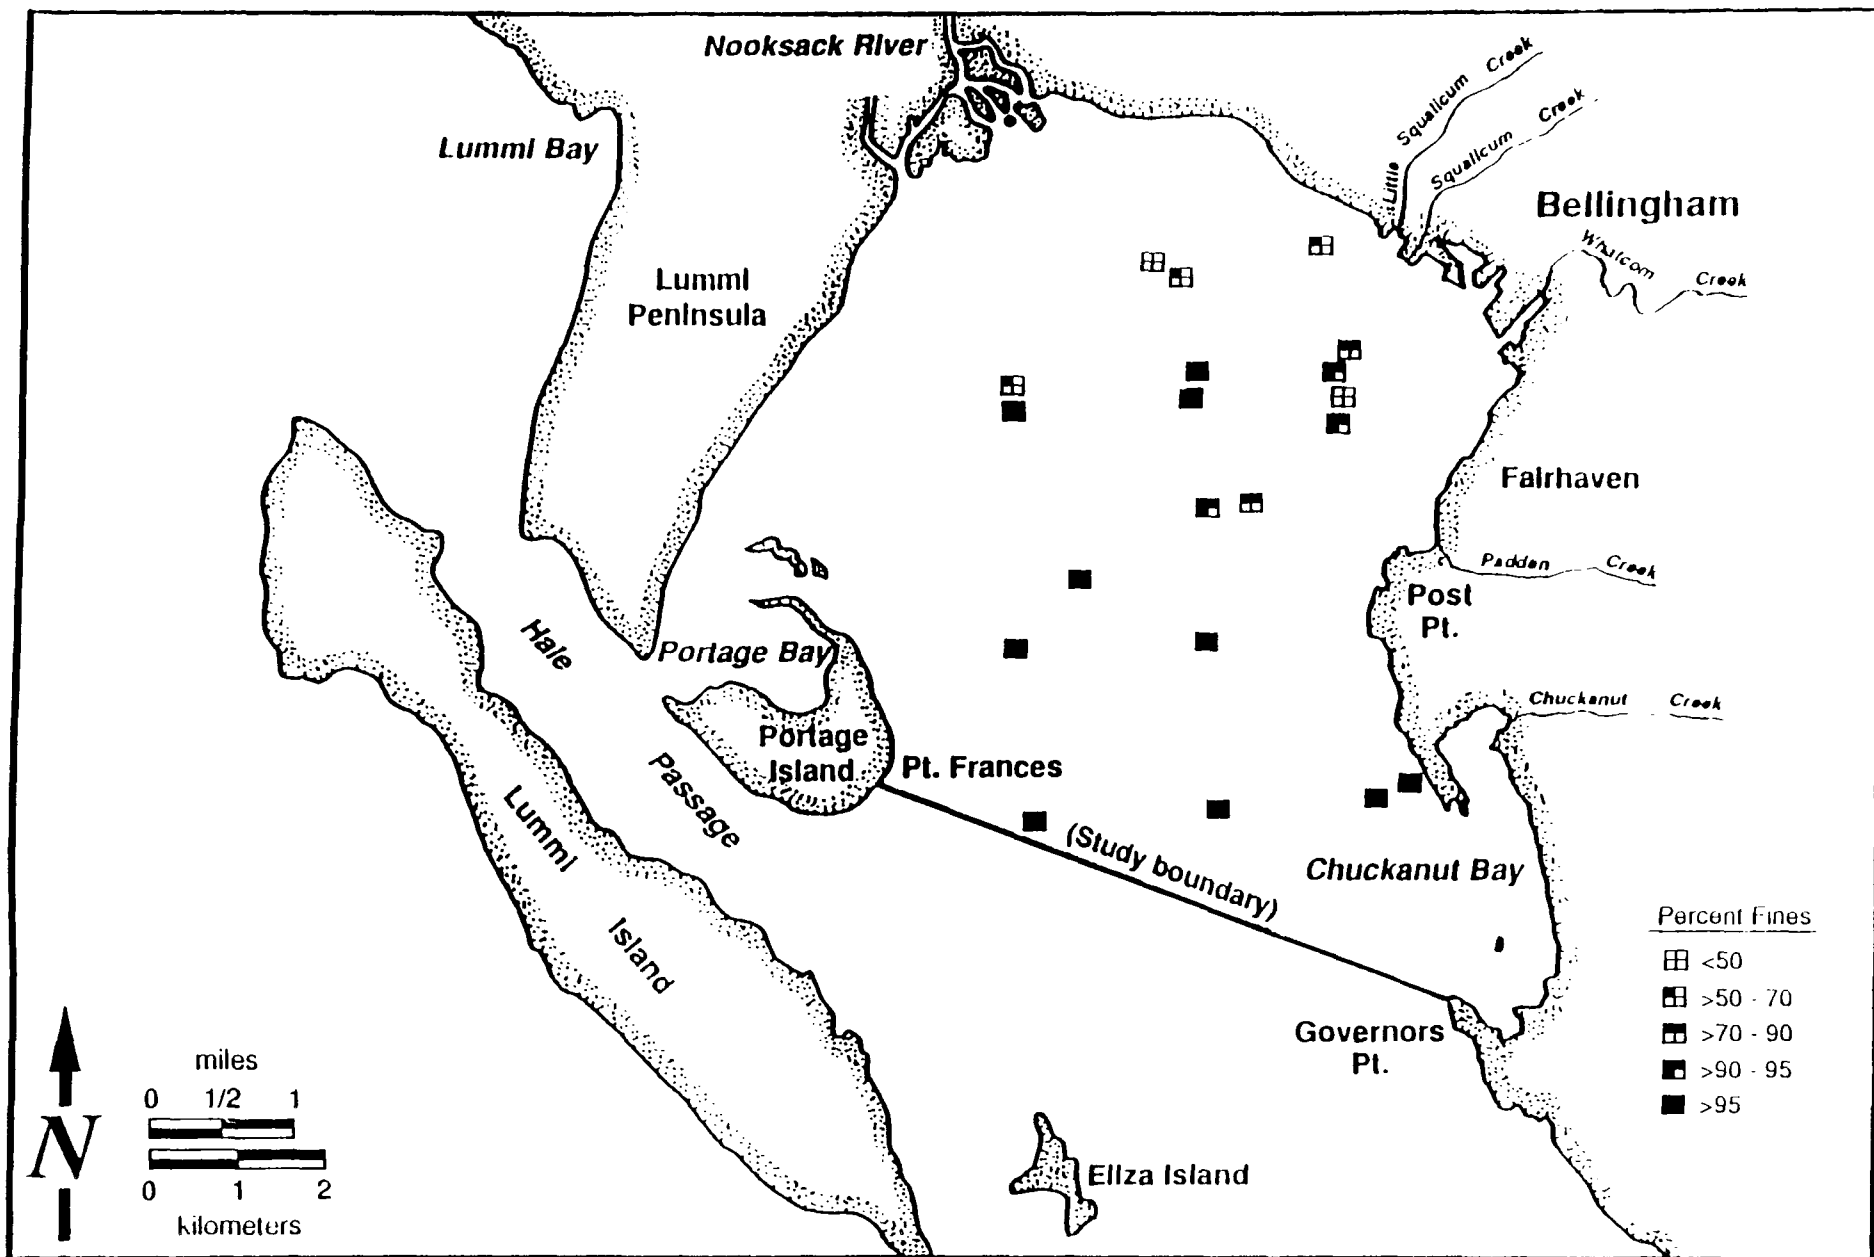 Nooksack River
Little Squalicum Creek
Squalicum Creek
Lummi Bay
Bellingham
Whatcom Creek
Lummi
Peninsula
Fairhaven
Padden Creek
Post
Pt.
Hale
Passage
Portage Bay
Chuckanut Creek
Portage
Island
Pt. Frances
Lummi
Island
(Study boundary)
Chuckanut Bay
Percent Fines
<50
>50 - 70
>70 - 90
>90 - 95
>95
Governors
Pt.
miles
0 1/2 1
N
0 1 2
kilometers
Eliza Island